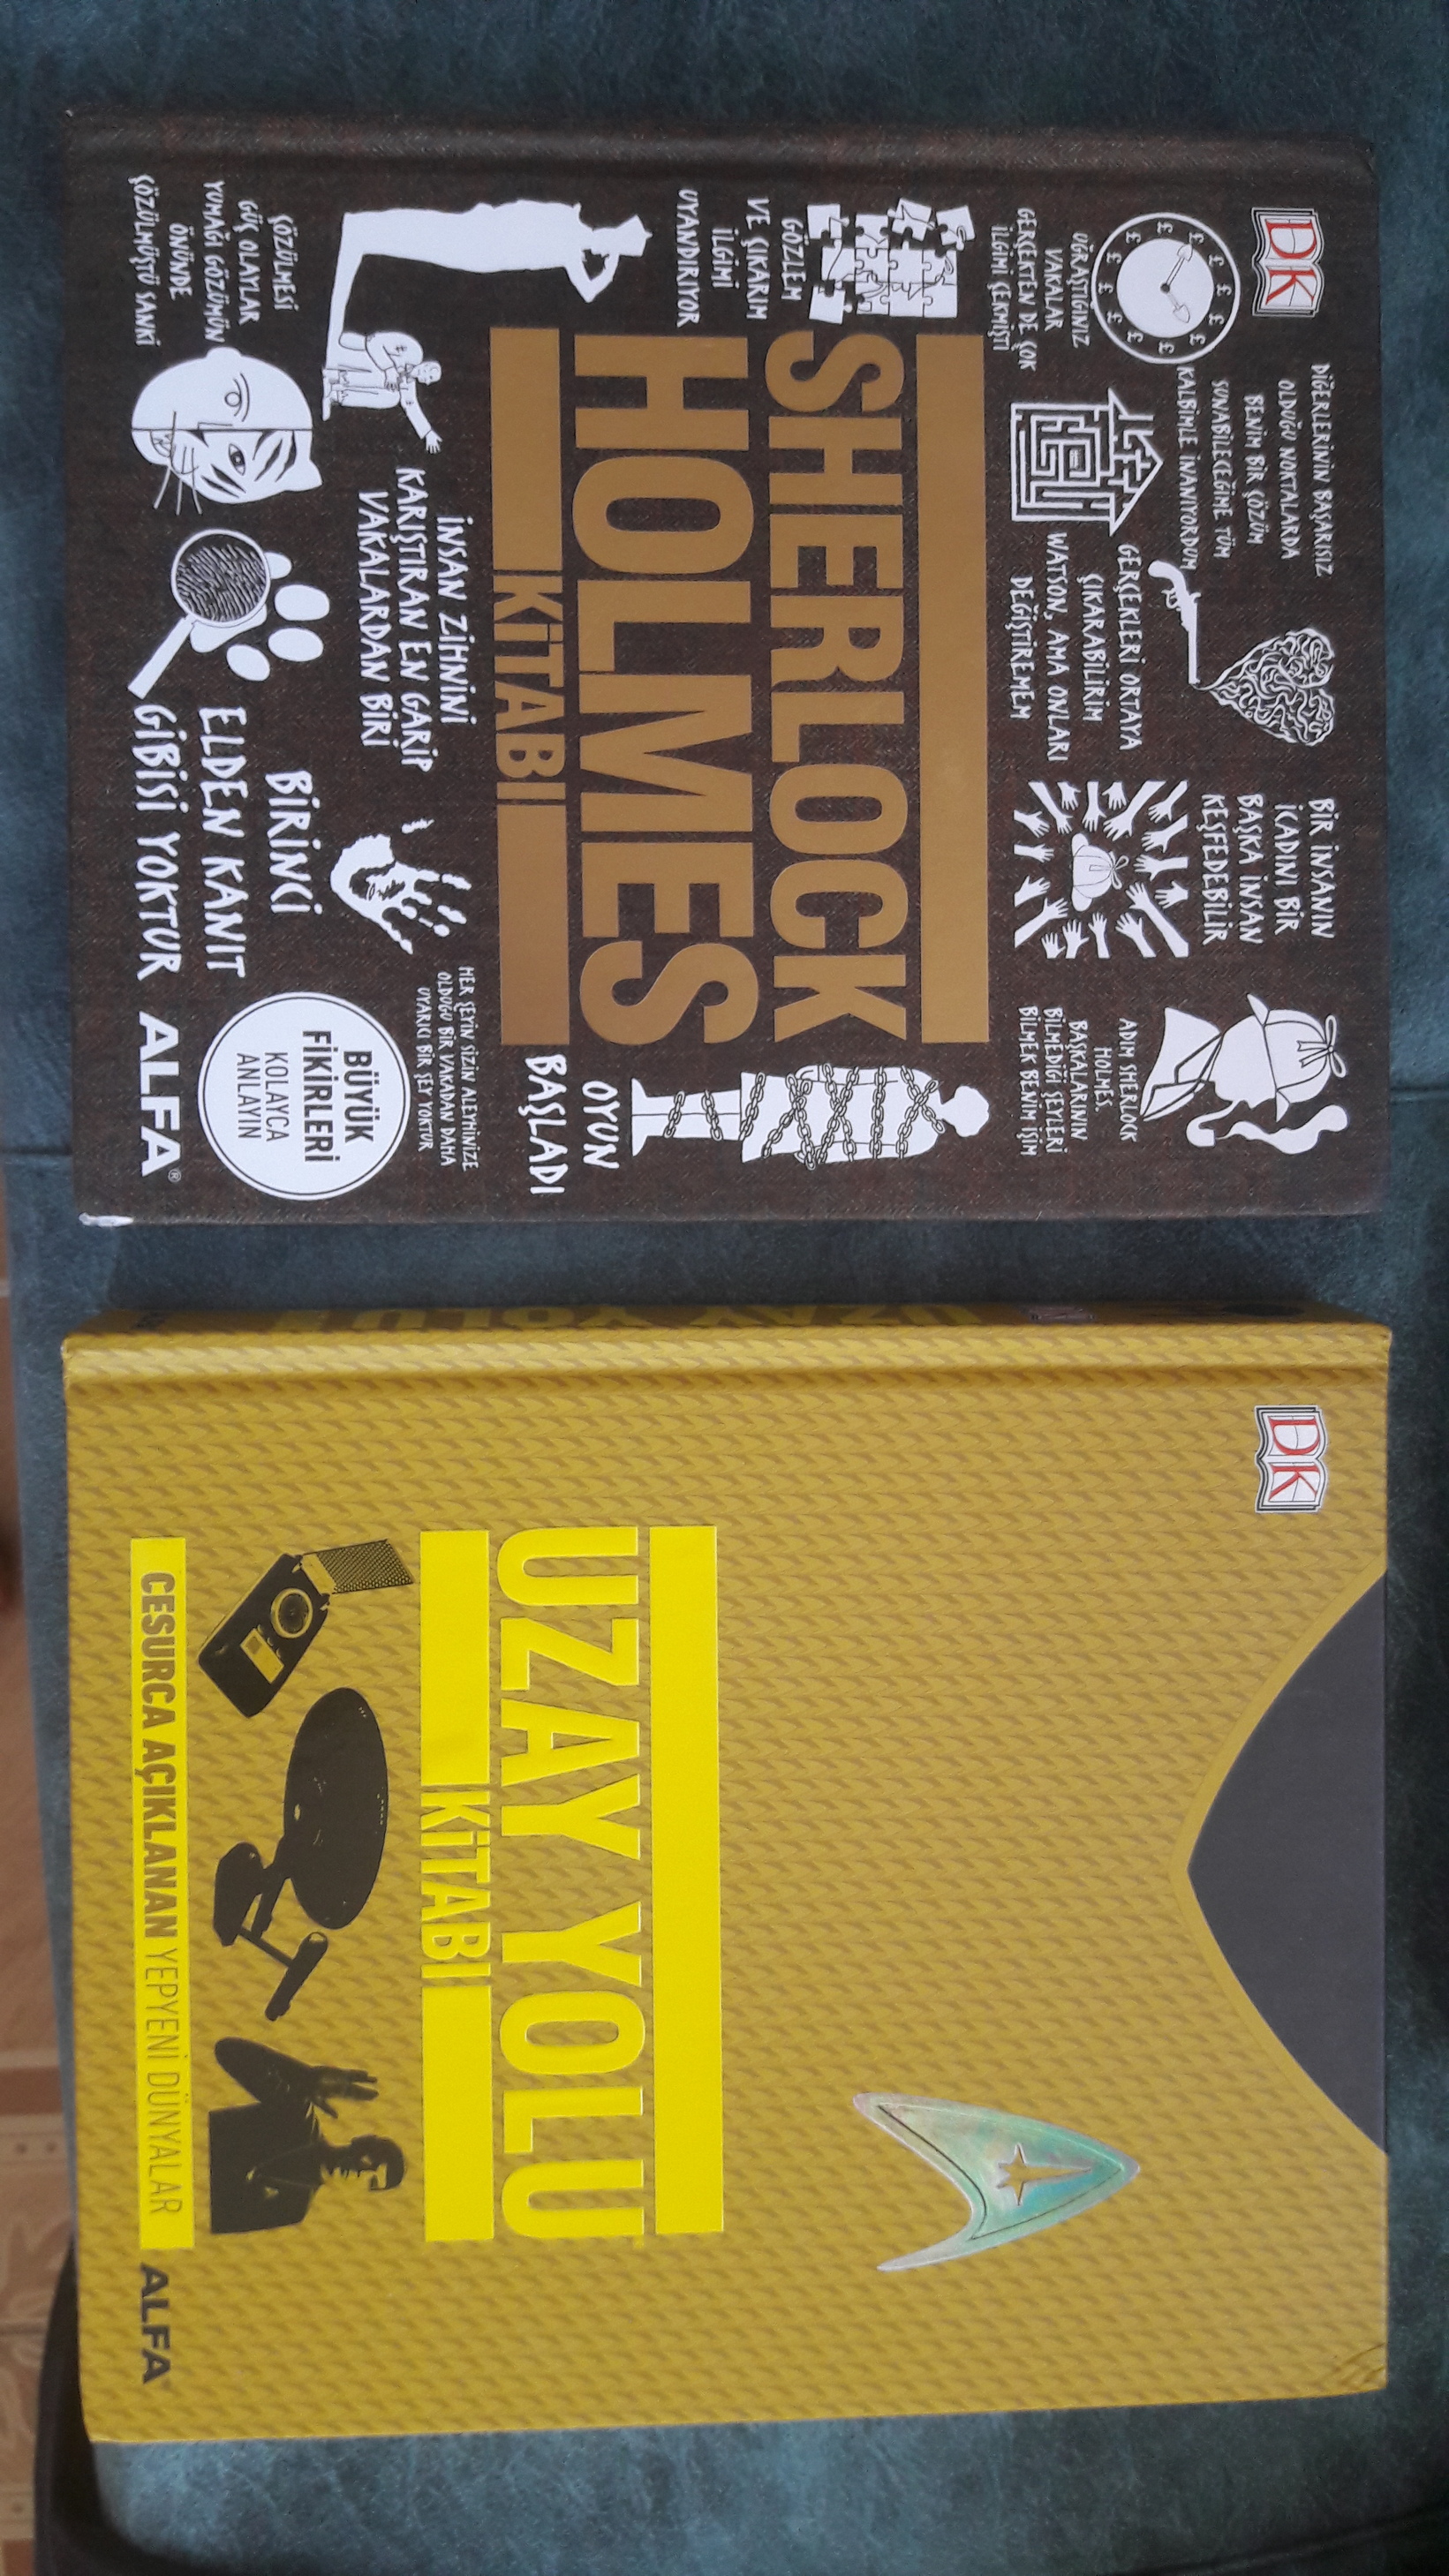 DK
DİĞERLERİNİN BAŞARISIZ
OLDUĞU NOKTALARDA
BENİM BİR ÇÖZÜM
SUNABİLECEĞİME TÜM
KALBİMLE İNANIYORDUM
BİR İNSANIN
İCADINI BİR
BAŞKA İNSAN
KEŞFEDEBİLİR
UĞRAŞTIĞINIZ
VAKALAR
GERÇEKTEN DE ÇOK
İLGİMİ ÇEKMİŞTİ
GERÇEKLERİ ORTAYA
ÇIKARABİLİRİM
WATSON, AMA ONLARI
DEĞİŞTİREMEM
ADIM SHERLOCK
HOLMES.
BAŞKALARININ
BİLMEDİĞİ ŞEYLERİ
BİLMEK BENİM İŞİM
GÖZLEM
VE ÇIKARIM
İLGİMİ
UYANDIRIYOR
SHERLOCK
HOLMES
KİTABI
OYUN
BAŞLADI
İNSAN ZİHNİNİ
KARIŞTIRAN EN GARİP
VAKALARDAN BİRİ
HER ŞEYİN SİZİN ALEYHİNİZE
OLDUĞU BİR VAKADAN DAHA
UYARICI BİR ŞEY YOKTUR
ÇÖZÜLMESİ
GÜÇ OLAYLAR
YUMAĞI GÖZÜMÜN
ÖNÜNDE
ÇÖZÜLMÜŞTÜ SANKİ
BİRİNCİ
ELDEN KANIT
GİBİSİ YOKTUR
BÜYÜK
FİKİRLERİ
KOLAYCA
ANLAYIN
ALFA®
UZAY YOLU
DK
UZAY YOLU
KİTABI
CESURCA AÇIKLANAN YEPYENİ DÜNYALAR
ALFA